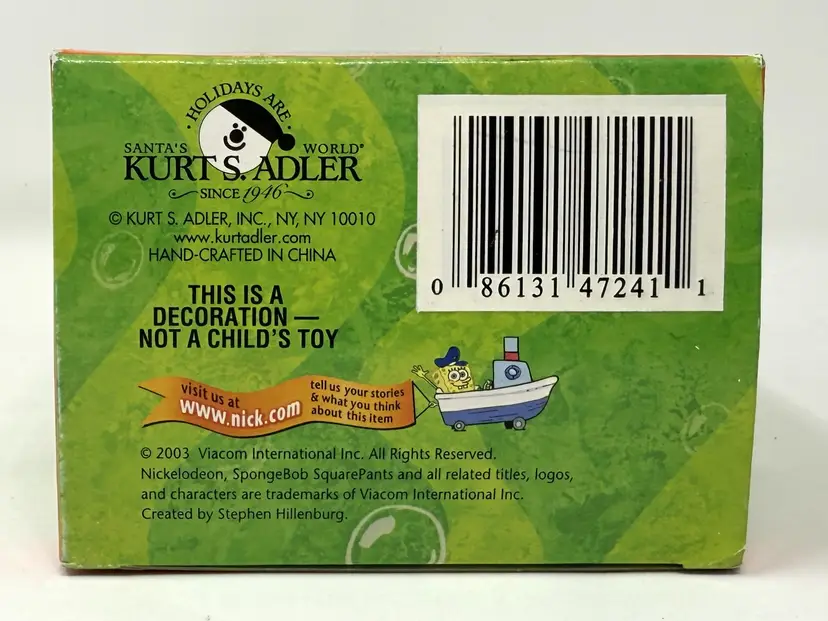 HOLIDAYS ARE
SANTA'S WORLD®
KURT S. ADLER
SINCE 1946
© KURT S. ADLER, INC., NY, NY 10010
www.kurtadler.com
HAND-CRAFTED IN CHINA
THIS IS A
DECORATION —
NOT A CHILD'S TOY
0 86131 47241 1
visit us at
www.nick.com
tell us your stories
& what you think
about this item
© 2003 Viacom International Inc. All Rights Reserved.
Nickelodeon, SpongeBob SquarePants and all related titles, logos,
and characters are trademarks of Viacom International Inc.
Created by Stephen Hillenburg.